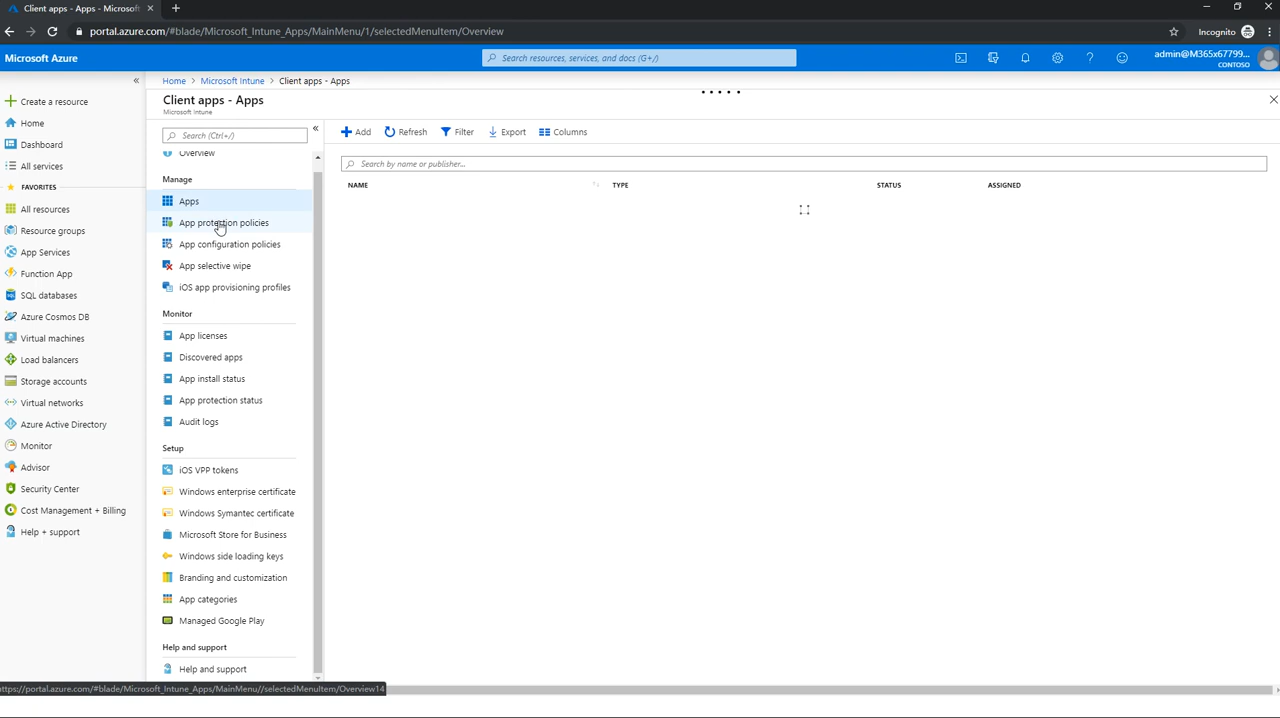 Client apps - Apps - Microsoft
portal.azure.com/#blade/Microsoft_Intune_Apps/MainMenu/1/selectedMenuItem/Overview
Incognito
Microsoft Azure
Search resources, services, and docs (G+/)
admin@M365x67799...
CONTOSO
Create a resource
Home
Dashboard
All services
FAVORITES
All resources
Resource groups
App Services
Function App
SQL databases
Azure Cosmos DB
Virtual machines
Load balancers
Storage accounts
Virtual networks
Azure Active Directory
Monitor
Advisor
Security Center
Cost Management + Billing
Help + support
Home > Microsoft Intune > Client apps - Apps
Client apps - Apps
Microsoft Intune
Search (Ctrl+/)
Overview
Manage
Apps
App protection policies
App configuration policies
App selective wipe
iOS app provisioning profiles
Monitor
App licenses
Discovered apps
App install status
App protection status
Audit logs
Setup
iOS VPP tokens
Windows enterprise certificate
Windows Symantec certificate
Microsoft Store for Business
Windows side loading keys
Branding and customization
App categories
Managed Google Play
Help and support
Help and support
Add Refresh Filter Export Columns
Search by name or publisher...
NAME TYPE STATUS ASSIGNED
https://portal.azure.com/#blade/Microsoft_Intune_Apps/MainMenu//selectedMenuItem/Overview14